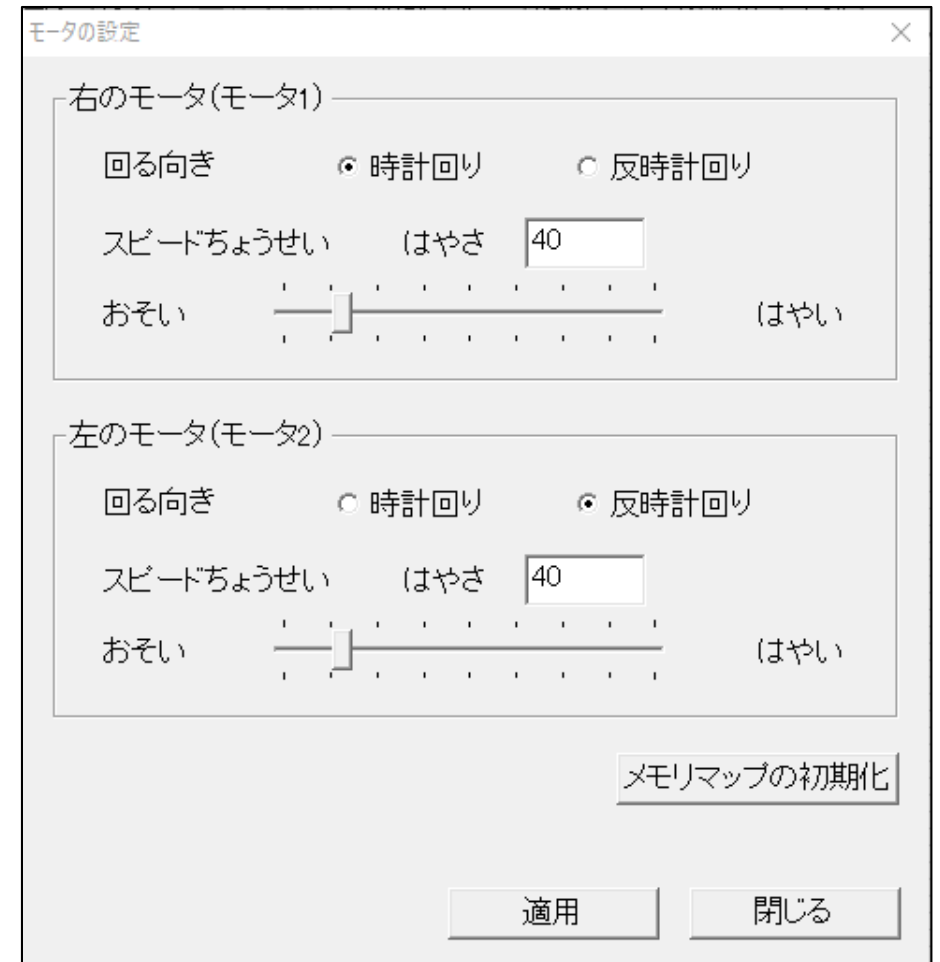 モータの設定
右のモータ(モータ1)
回る向き 時計回り 反時計回り
スピードちょうせい はやさ 40
おそい はやい
左のモータ(モータ2)
回る向き 時計回り 反時計回り
スピードちょうせい はやさ 40
おそい はやい
メモリマップの初期化
適用 閉じる